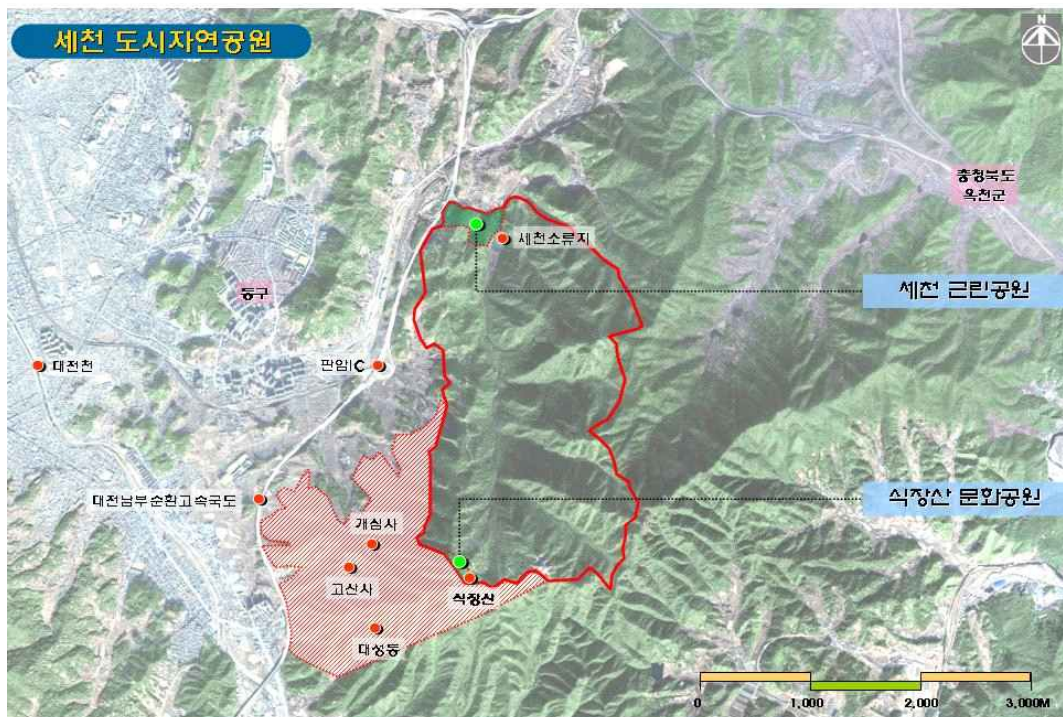 세천 도시자연공원
N
충청북도
옥천군
세천소류지
동구
세천 근린공원
대전천
판암IC
대전남부순환고속국도
식장산 문화공원
개심사
고산사
식장산
대성동
0 1,000 2,000 3,000M